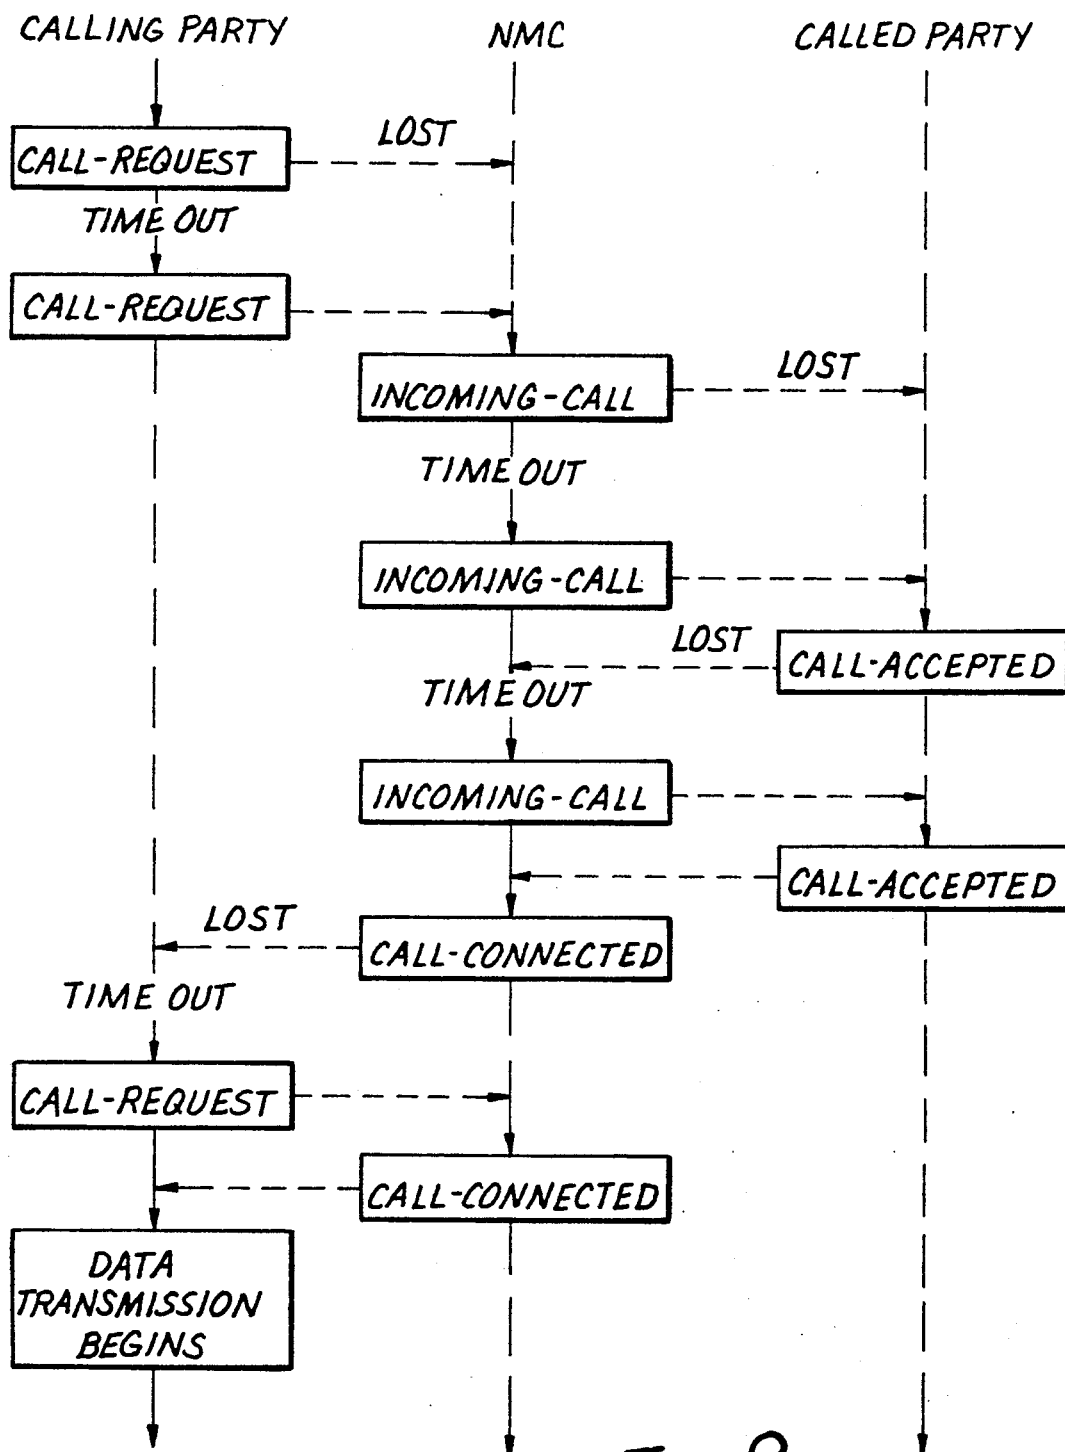 CALLING PARTY NMC CALLED PARTY
LOST
CALL-REQUEST
TIME OUT
CALL-REQUEST
LOST
INCOMING-CALL
TIME OUT
INCOMING-CALL
LOST
CALL-ACCEPTED
TIME OUT
INCOMING-CALL
CALL-ACCEPTED
LOST
CALL-CONNECTED
TIME OUT
CALL-REQUEST
CALL-CONNECTED
DATA
TRANSMISSION
BEGINS